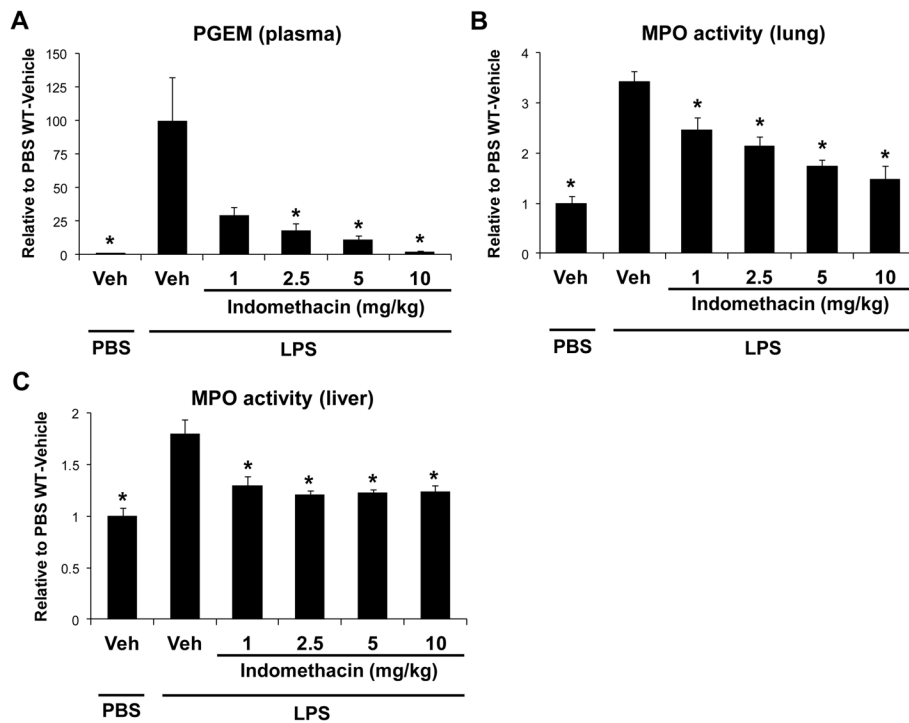 A
PGEM (plasma)
Relative to PBS WT-Vehicle
150
125
100
75
50
25
0
*
*
*
*
Veh Veh 1 2.5 5 10
Indomethacin (mg/kg)
PBS LPS
B
MPO activity (lung)
Relative to PBS WT-Vehicle
4
3
2
1
0
*
*
*
*
*
Veh Veh 1 2.5 5 10
Indomethacin (mg/kg)
PBS LPS
C
MPO activity (liver)
Relative to PBS WT-Vehicle
2
1.5
1
0.5
0
*
*
*
*
*
Veh Veh 1 2.5 5 10
Indomethacin (mg/kg)
PBS LPS